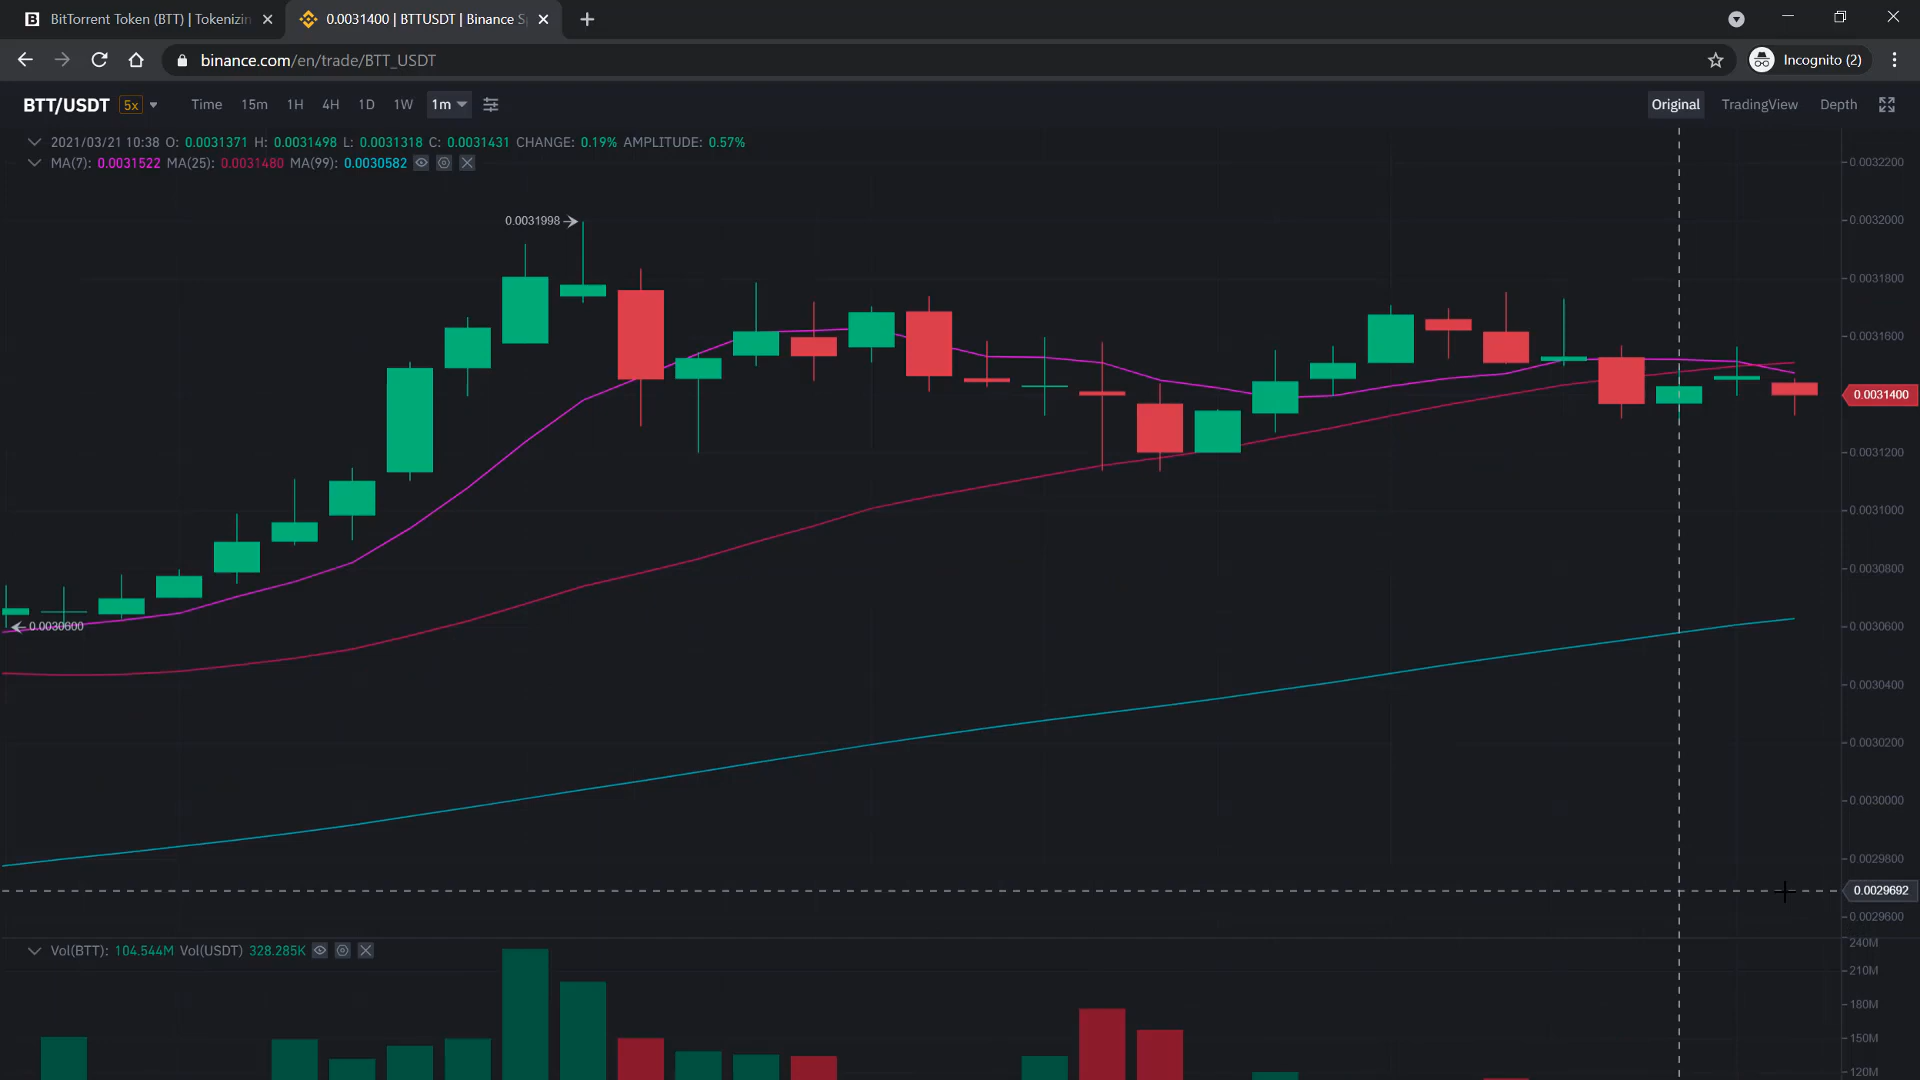 BitTorrent Token (BTT) | Tokenizin
0.0031400 | BTTUSDT | Binance S
binance.com/en/trade/BTT_USDT
Incognito (2)
BTT/USDT 5x Time 15m 1H 4H 1D 1W 1m Original TradingView Depth
2021/03/21 10:38 O: 0.0031371 H: 0.0031498 L: 0.0031318 C: 0.0031431 CHANGE: 0.19% AMPLITUDE: 0.57%
MA(7): 0.0031522 MA(25): 0.0031480 MA(99): 0.0030582
0.0032200
0.0031998
0.0032000
0.0031800
0.0031600
0.0031400
0.0031200
0.0031000
0.0030800
0.0030600
0.0030600
0.0030400
0.0030200
0.0030000
0.0029800
0.0029692
0.0029600
Vol(BTT): 104.544M Vol(USDT) 328.285K
240M
210M
180M
150M
120M